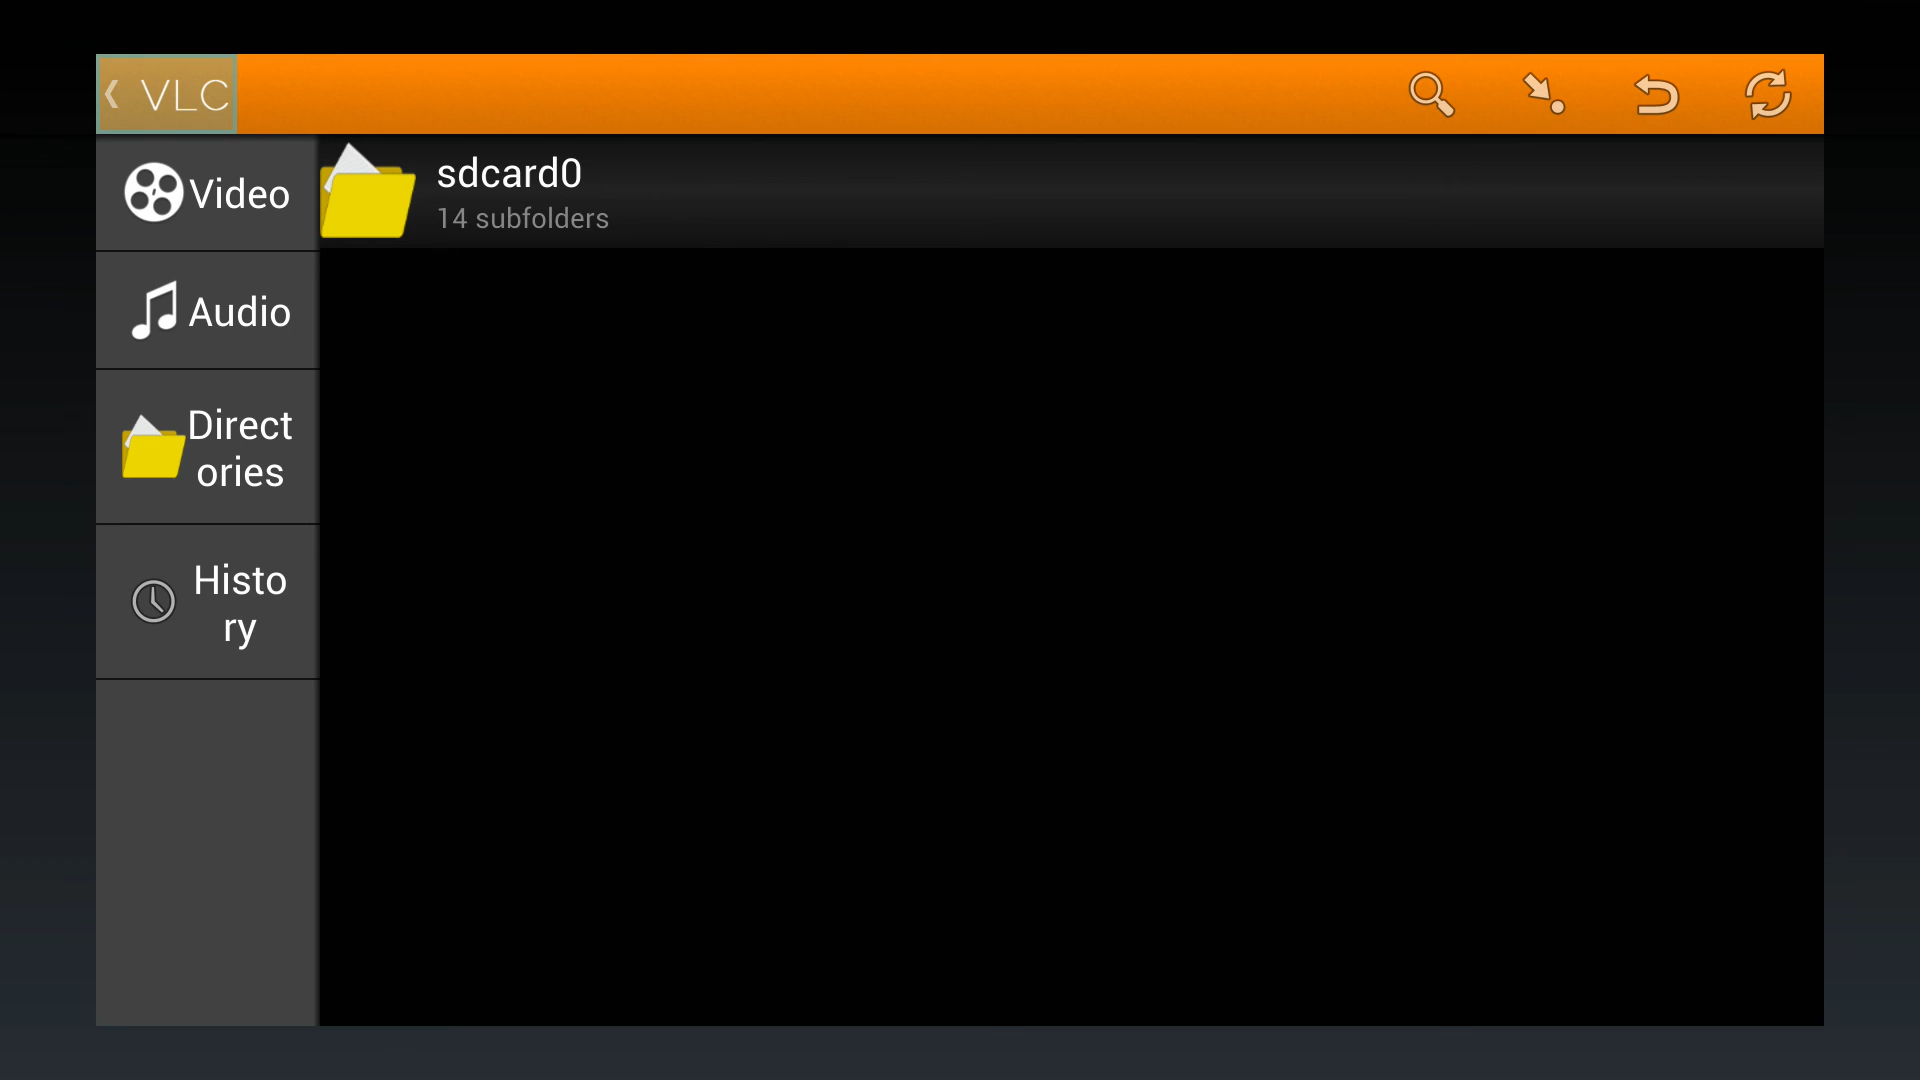 VLC
Video
Audio
Direct
ories
Histo
ry
sdcard0
14 subfolders